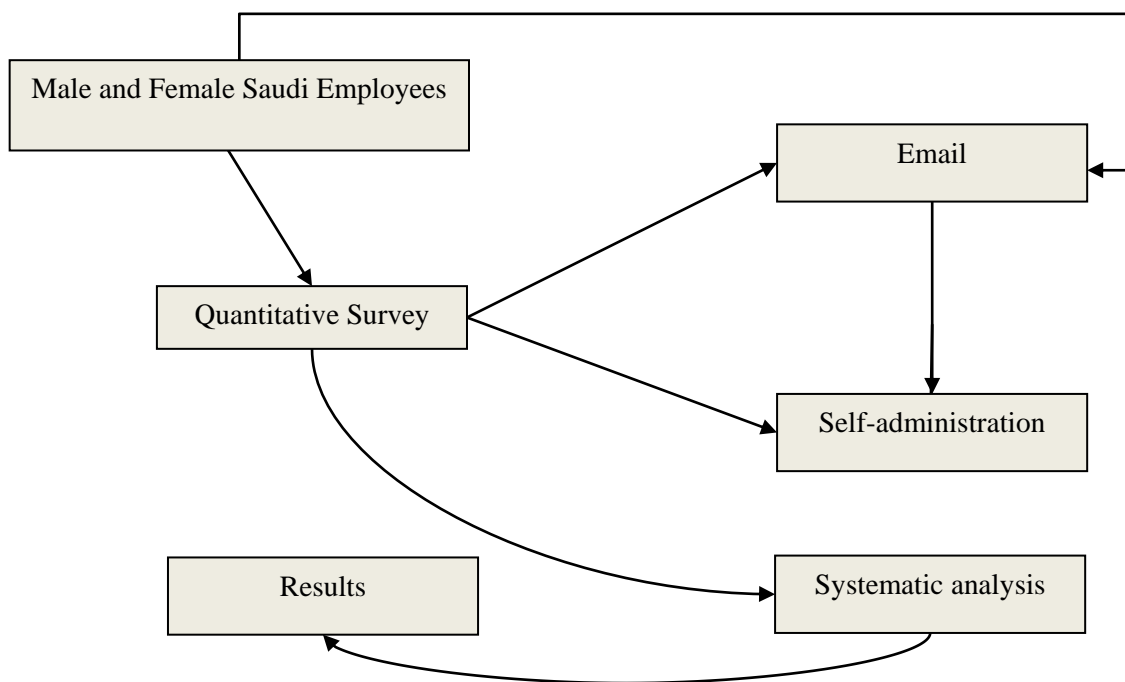 Male and Female Saudi Employees
Email
Quantitative Survey
Self-administration
Results
Systematic analysis